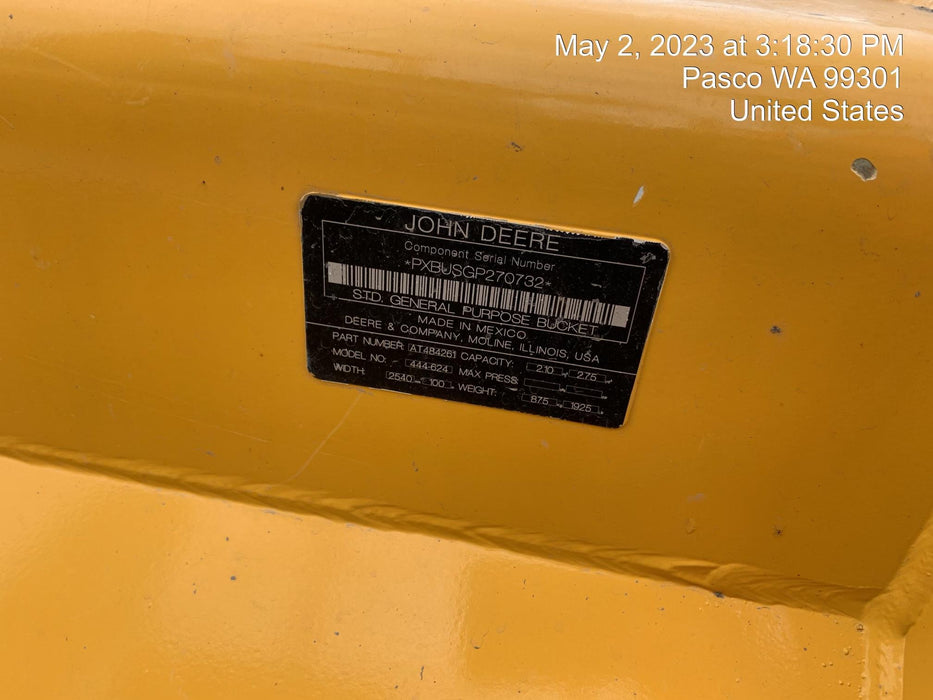 May 2, 2023 at 3:18:30 PM
Pasco WA 99301
United States
JOHN DEERE
Component Serial Number
*PXBUSGP270732*
STD. GENERAL PURPOSE BUCKET
MADE IN MEXICO
DEERE & COMPANY, MOLINE, ILLINOIS, USA
PART NUMBER: AT484261 CAPACITY: 2.10 2.75
MODEL NO: 444-624 MAX PRESS:
WIDTH: 2540 100 WEIGHT: 875 1925